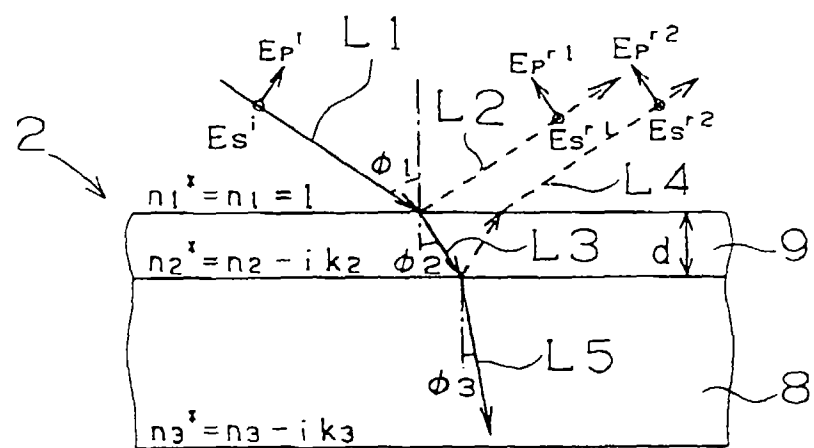 L1
Ep^i
Es^i
Ep^r1
Ep^r2
L2
Es^r1
Es^r2
2
ϕ1
L4
n1* = n1 = 1
n2* = n2 - ik2
ϕ2
L3
d
9
L5
ϕ3
8
n3* = n3 - ik3